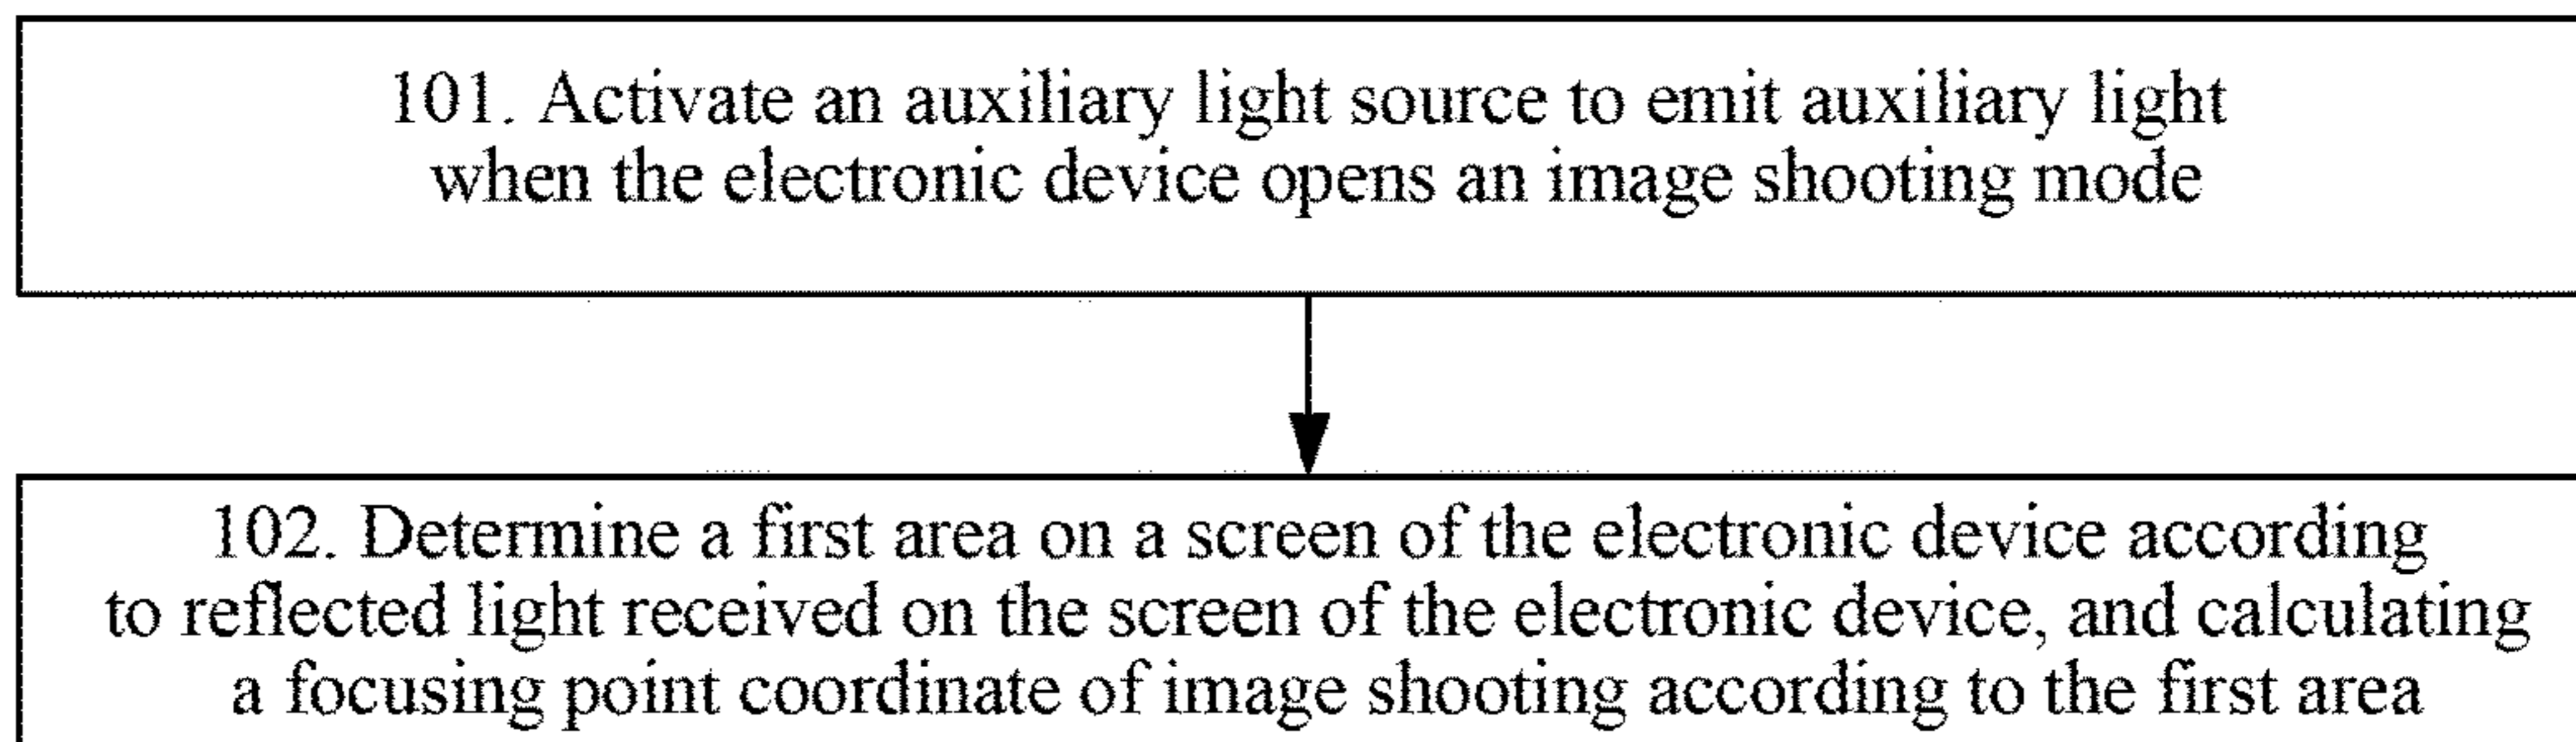 101. Activate an auxiliary light source to emit auxiliary light
when the electronic device opens an image shooting mode
102. Determine a first area on a screen of the electronic device according
to reflected light received on the screen of the electronic device, and calculating
a focusing point coordinate of image shooting according to the first area